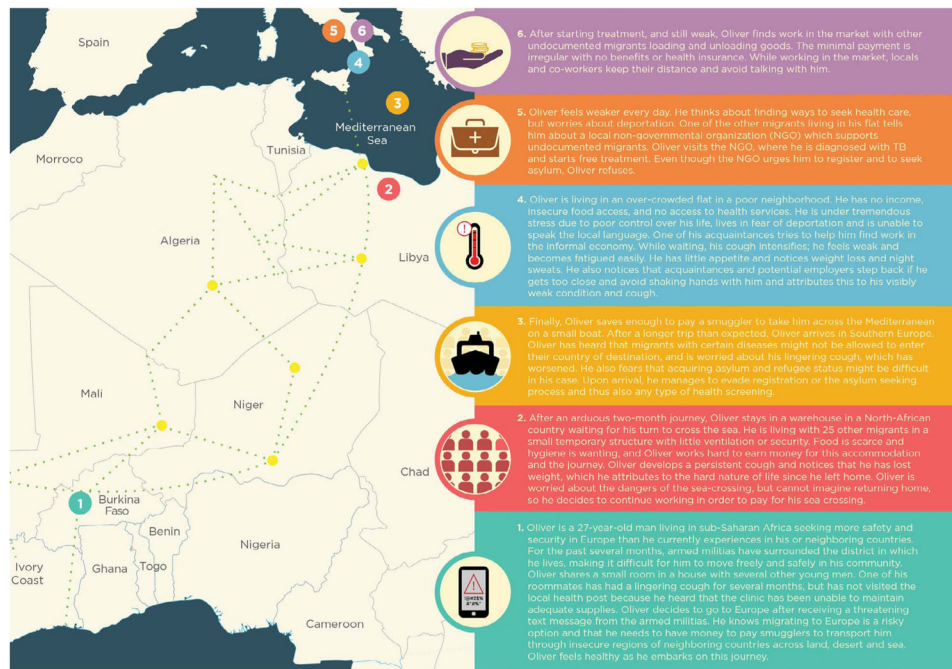 Spain
5
6
4
3
Mediterranean
Sea
Morroco
Tunisia
2
Algeria
Libya
Mali
Niger
Chad
1
Burkina
Faso
Benin
Nigeria
Ivory
Coast
Ghana
Togo
Cameroon
6. After starting treatment, and still weak, Oliver finds work in the market with other
undocumented migrants loading and unloading goods. The minimal payment is
irregular with no benefits or health insurance. While working in the market, locals
and co-workers keep their distance and avoid talking with him.
5. Oliver feels weaker every day. He thinks about finding ways to seek health care,
but worries about deportation. One of the other migrants living in his flat tells
him about a local non-governmental organization (NGO) which supports
undocumented migrants. Oliver visits the NGO, where he is diagnosed with TB
and starts free treatment. Even though the NGO urges him to register and to seek
asylum, Oliver refuses.
4. Oliver is living in an over-crowded flat in a poor neighborhood. He has no income,
insecure food access, and no access to health services. He is under tremendous
stress due to poor control over his life, lives in fear of deportation and is unable to
speak the local language. One of his acquaintances tries to help him find work in
the informal economy. While waiting, his cough intensifies; he feels weak and
becomes fatigued easily. He has little appetite and notices weight loss and night
sweats. He also notices that acquaintances and potential employers step back if he
gets too close and avoid shaking hands with him and attributes this to his visibly
weak condition and cough.
3. Finally, Oliver saves enough to pay a smuggler to take him across the Mediterranean
on a small boat. After a longer trip than expected, Oliver arrives in Southern Europe.
Oliver has heard that migrants with certain diseases might not be allowed to enter
their country of destination, and is worried about his lingering cough, which has
worsened. He also fears that acquiring asylum and refugee status might be difficult
in his case. Upon arrival, he manages to evade registration or the asylum seeking
process and thus also any type of health screening.
2. After an arduous two-month journey, Oliver stays in a warehouse in a North-African
country waiting for his turn to cross the sea. He is living with 25 other migrants in a
small temporary structure with little ventilation or security. Food is scarce and
hygiene is wanting, and Oliver works hard to earn money for this accommodation
and the journey. Oliver develops a persistent cough and notices that he has lost
weight, which he attributes to the hard nature of life since he left home. Oliver is
worried about the dangers of the sea-crossing, but cannot imagine returning home,
so he decides to continue working in order to pay for his sea crossing.
1. Oliver is a 27-year-old man living in sub-Saharan Africa seeking more safety and
security in Europe than he currently experiences in his or neighboring countries.
For the past several months, armed militias have surrounded the district in which
he lives, making it difficult for him to move freely and safely in his community.
Oliver shares a small room in a house with several other young men. One of his
roommates has had a lingering cough for several months, but has not visited the
local health post because he heard that the clinic has been unable to maintain
adequate supplies. Oliver decides to go to Europe after receiving a threatening
text message from the armed militias. He knows migrating to Europe is a risky
option and that he needs to have money to pay smugglers to transport him
through insecure regions of neighboring countries across land, desert and sea.
Oliver feels healthy as he embarks on this journey.